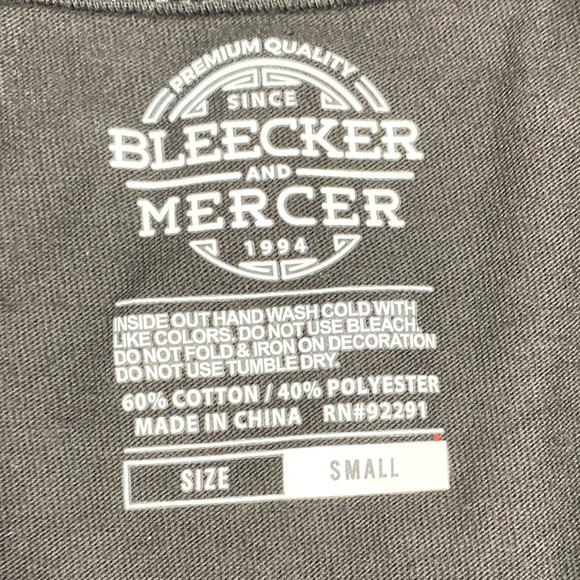 PREMIUM QUALITY
SINCE
BLEECKER
AND
MERCER
1994
INSIDE OUT HAND WASH COLD WITH
LIKE COLORS. DO NOT USE BLEACH.
DO NOT FOLD & IRON ON DECORATION
DO NOT USE TUMBLE DRY.
60% COTTON / 40% POLYESTER
MADE IN CHINA RN#92291
SIZE SMALL